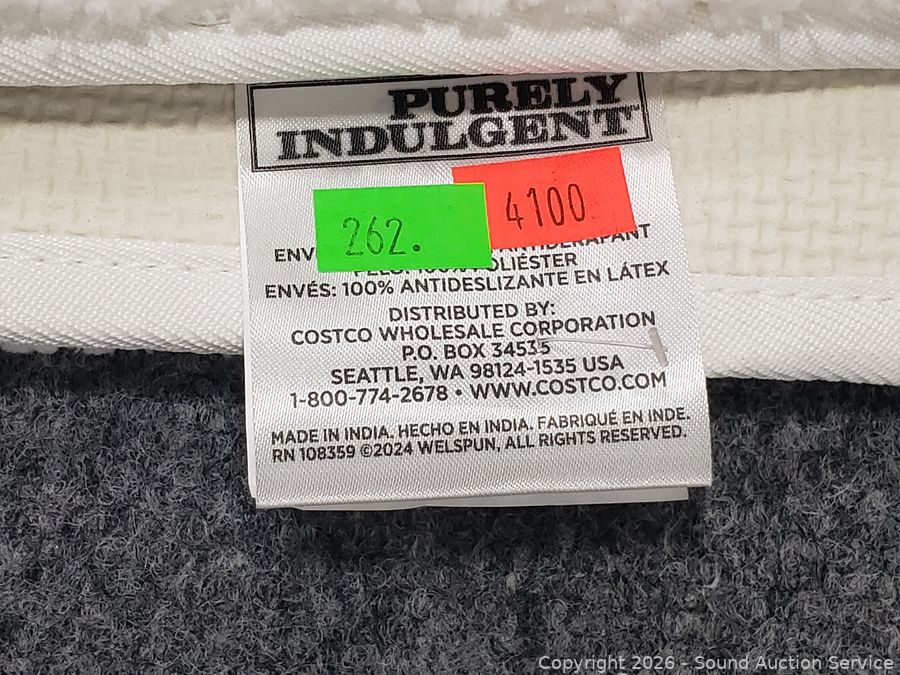 PURELY
INDULGENT
262.
4100
ENV ANTIDÉRAPANT
PELO: 100% POLIÉSTER
ENVÉS: 100% ANTIDESLIZANTE EN LÁTEX
DISTRIBUTED BY:
COSTCO WHOLESALE CORPORATION
P.O. BOX 34535
SEATTLE, WA 98124-1535 USA
1-800-774-2678 • WWW.COSTCO.COM
MADE IN INDIA. HECHO EN INDIA. FABRIQUÉ EN INDE.
RN 108359 ©2024 WELSPUN, ALL RIGHTS RESERVED.
Copyright 2026 - Sound Auction Service